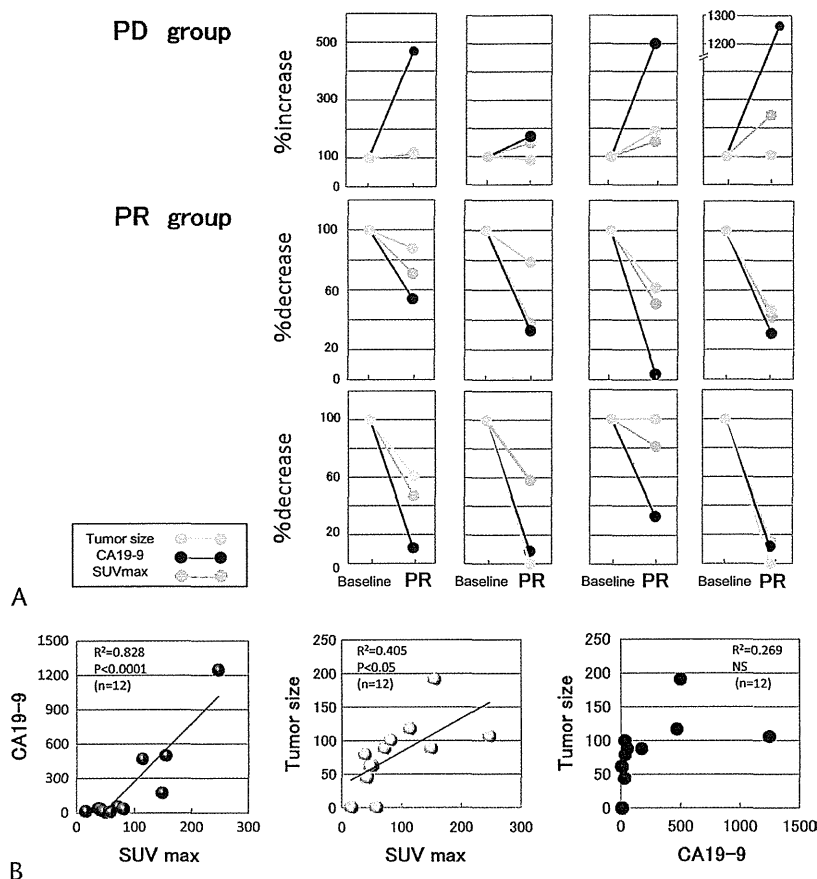 PD group
%increase
500
300
100
0
1300
1200
PR group
%decrease
100
60
20
0
%decrease
100
60
20
0
Baseline PR
Baseline PR
Baseline PR
Baseline PR
Tumor size
CA19-9
SUVmax
A
CA19-9
1500
1200
900
600
300
0
R²=0.828
P<0.0001
(n=12)
0 100 200 300
SUV max
Tumor size
250
200
150
100
50
0
R²=0.405
P<0.05
(n=12)
0 100 200 300
SUV max
Tumor size
250
200
150
100
50
0
R²=0.269
NS
(n=12)
0 500 1000 1500
CA19-9
B